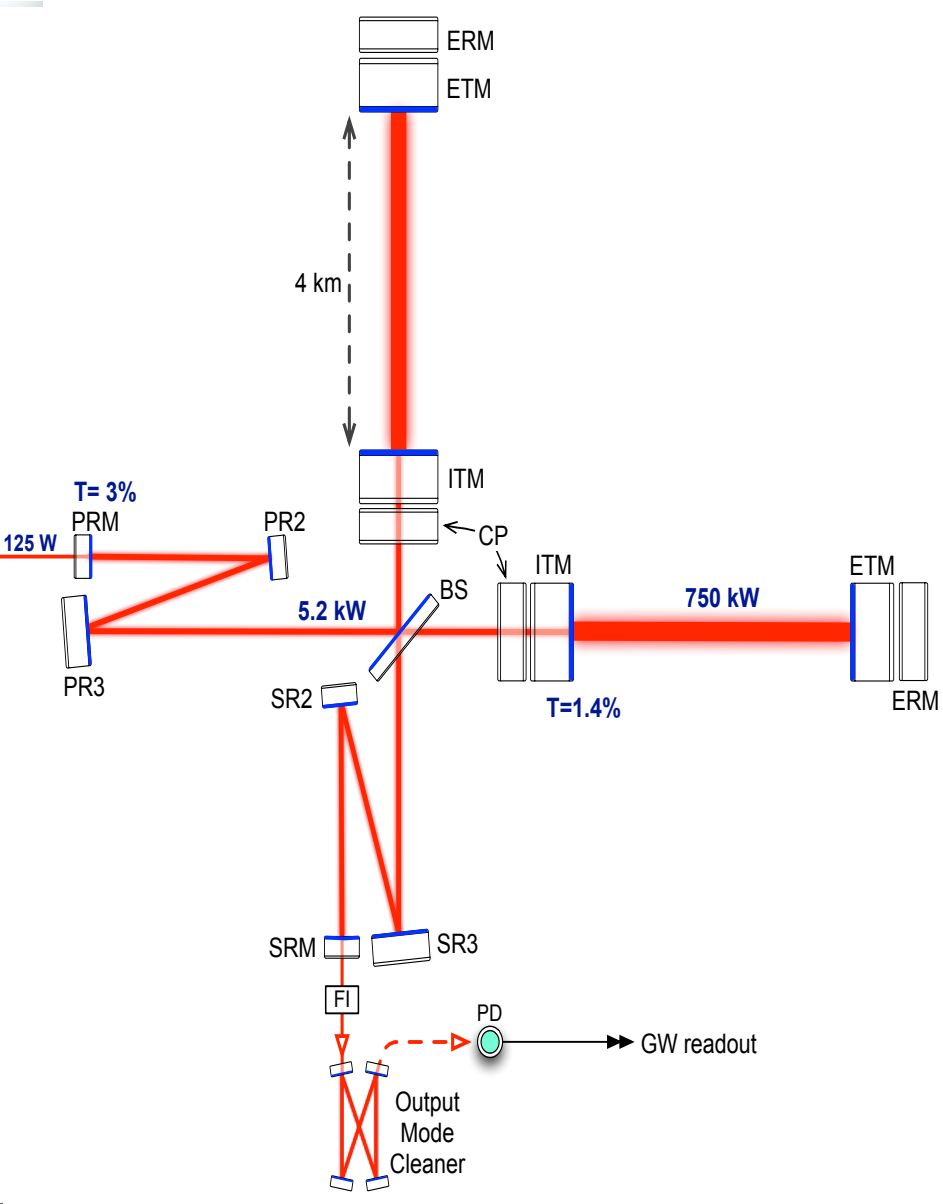 ERM
ETM
4 km
ITM
T= 3%
PRM
PR2
CP
125 W
ITM
ETM
BS
5.2 kW
750 kW
PR3
SR2
T=1.4%
ERM
SRM
SR3
FI
PD
GW readout
Output
Mode
Cleaner